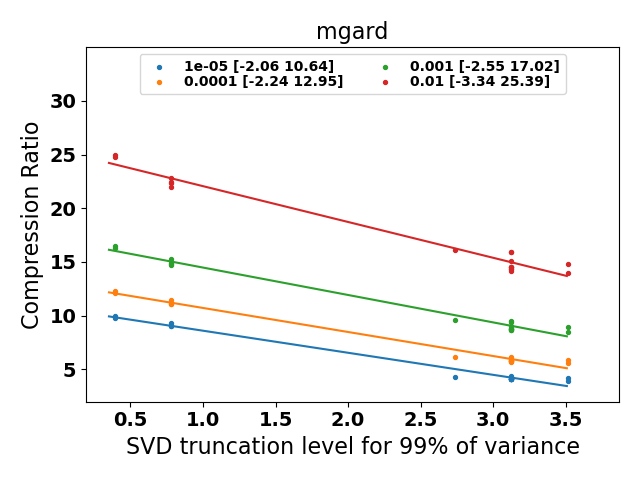 mgard
1e-05 [-2.06 10.64]
0.0001 [-2.24 12.95]
0.001 [-2.55 17.02]
0.01 [-3.34 25.39]
Compression Ratio
30
25
20
15
10
5
0.5 1.0 1.5 2.0 2.5 3.0 3.5
SVD truncation level for 99% of variance